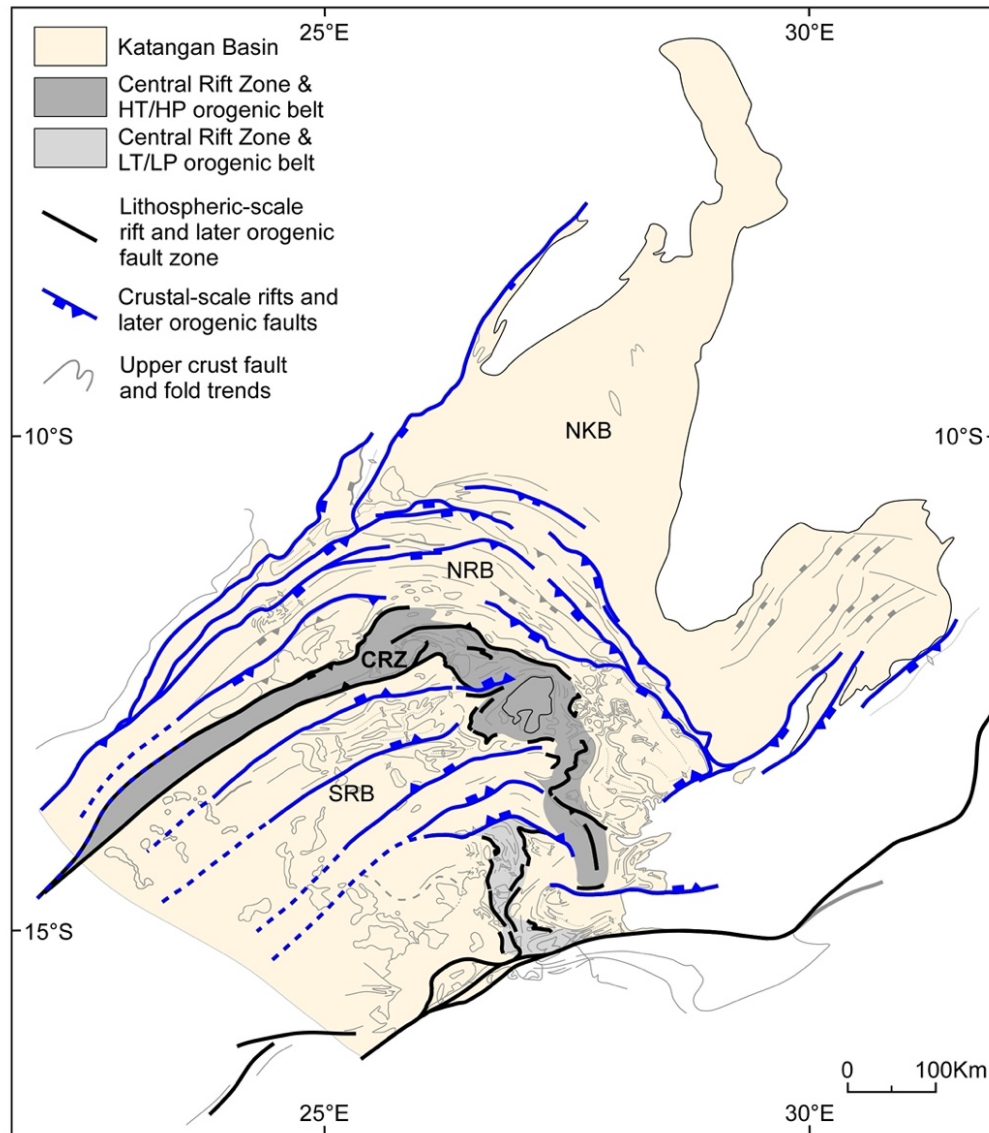 25°E
30°E
Katangan Basin
Central Rift Zone &
HT/HP orogenic belt
Central Rift Zone &
LT/LP orogenic belt
Lithospheric-scale
rift and later orogenic
fault zone
Crustal-scale rifts and
later orogenic faults
Upper crust fault
and fold trends
10°S
10°S
NKB
NRB
CRZ
SRB
15°S
0
100Km
25°E
30°E